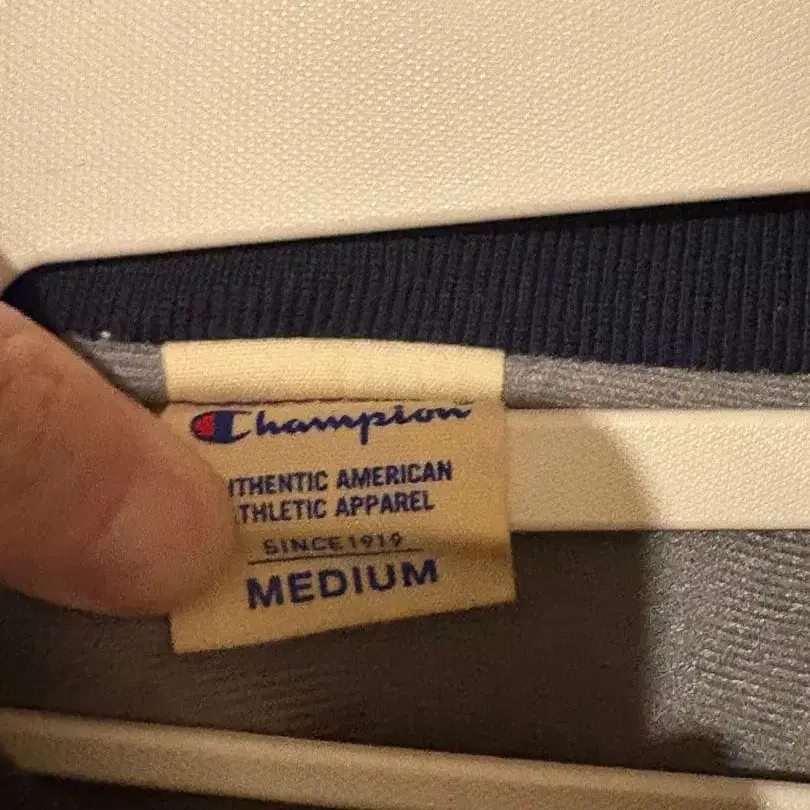 Champion
THENTIC AMERICAN
THLETIC APPAREL
SINCE 1919
MEDIUM